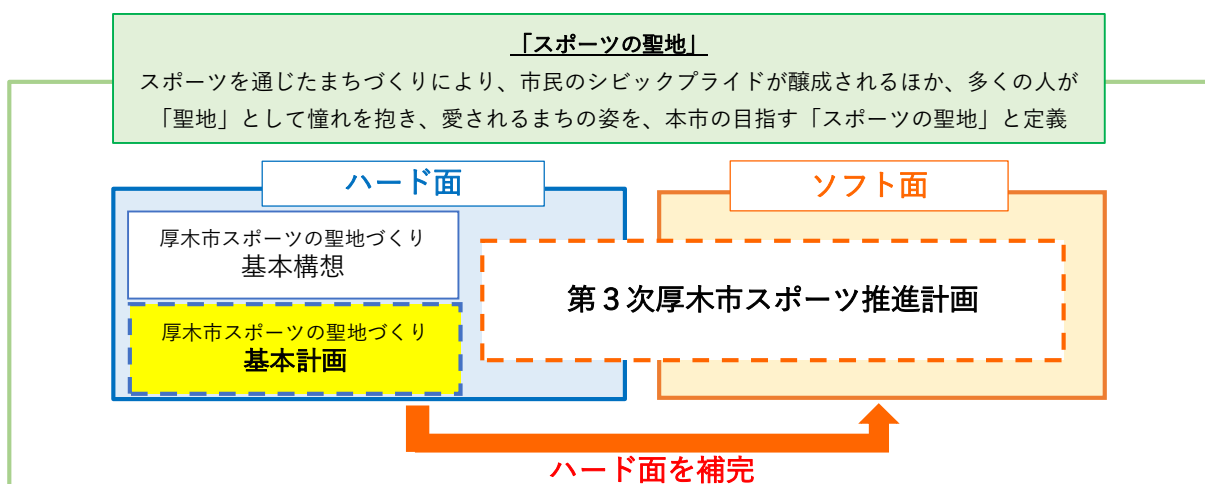 「スポーツの聖地」
スポーツを通じたまちづくりにより、市民のシビックプライドが醸成されるほか、多くの人が
「聖地」として憧れを抱き、愛されるまちの姿を、本市の目指す「スポーツの聖地」と定義
ハード面
ソフト面
厚木市スポーツの聖地づくり
基本構想
厚木市スポーツの聖地づくり
基本計画
第３次厚木市スポーツ推進計画
ハード面を補完